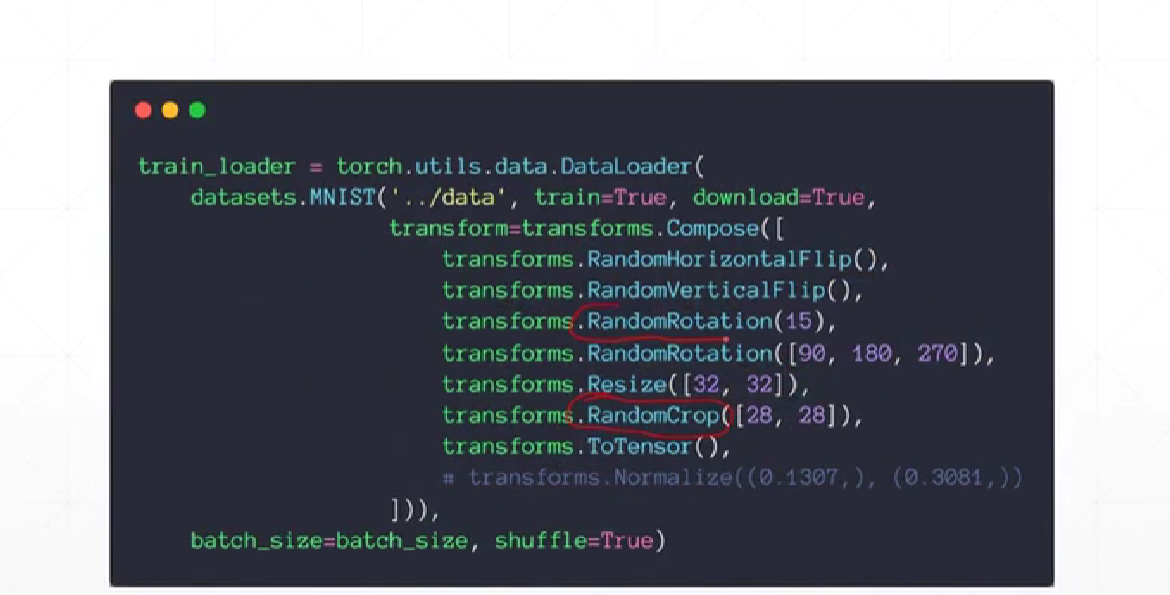 train_loader = torch.utils.data.DataLoader(
    datasets.MNIST('../data', train=True, download=True,
                   transform=transforms.Compose([
                       transforms.RandomHorizontalFlip(),
                       transforms.RandomVerticalFlip(),
                       transforms.RandomRotation(15),
                       transforms.RandomRotation([90, 180, 270]),
                       transforms.Resize([32, 32]),
                       transforms.RandomCrop([28, 28]),
                       transforms.ToTensor(),
                       # transforms.Normalize((0.1307,), (0.3081,))
                   ])),
    batch_size=batch_size, shuffle=True)